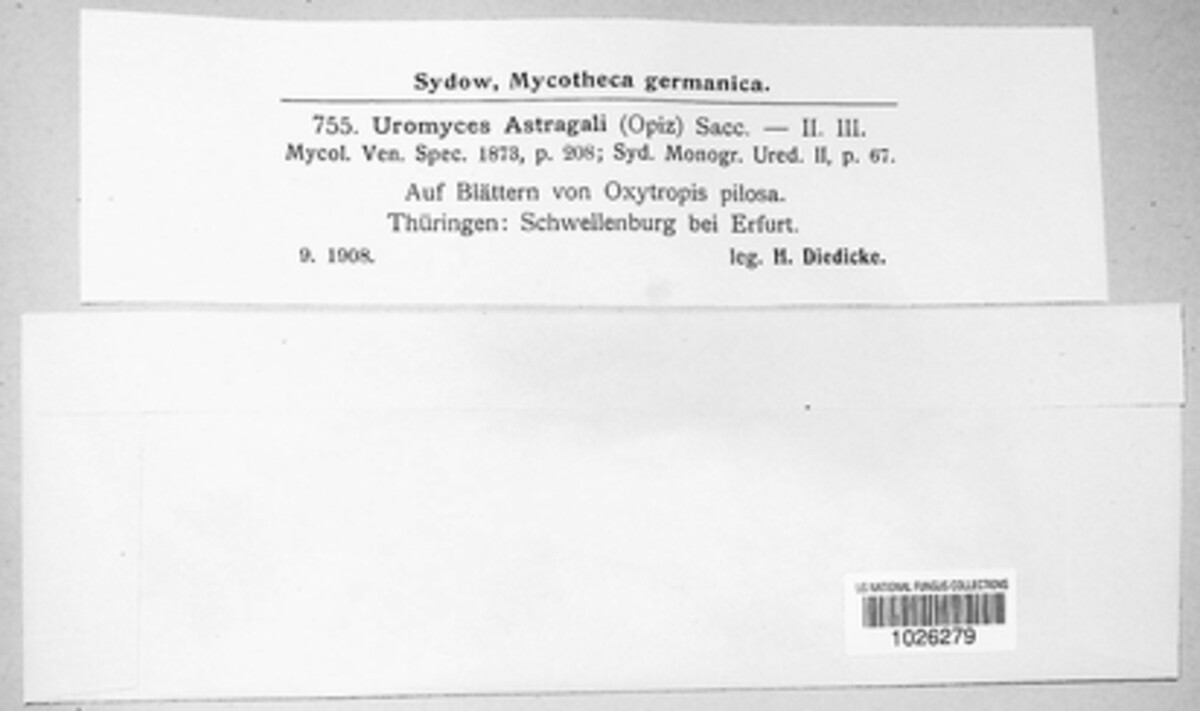 Sydow, Mycotheca germanica.
755. Uromyces Astragali (Opiz) Sacc. — II. III.
Mycol. Ven. Spec. 1873, p. 208; Syd. Monogr. Ured. II, p. 67.
Auf Blättern von Oxytropis pilosa.
Thüringen: Schwellenburg bei Erfurt.
9. 1908.
leg. H. Diedicke.
US NATIONAL FUNGUS COLLECTIONS
1026279